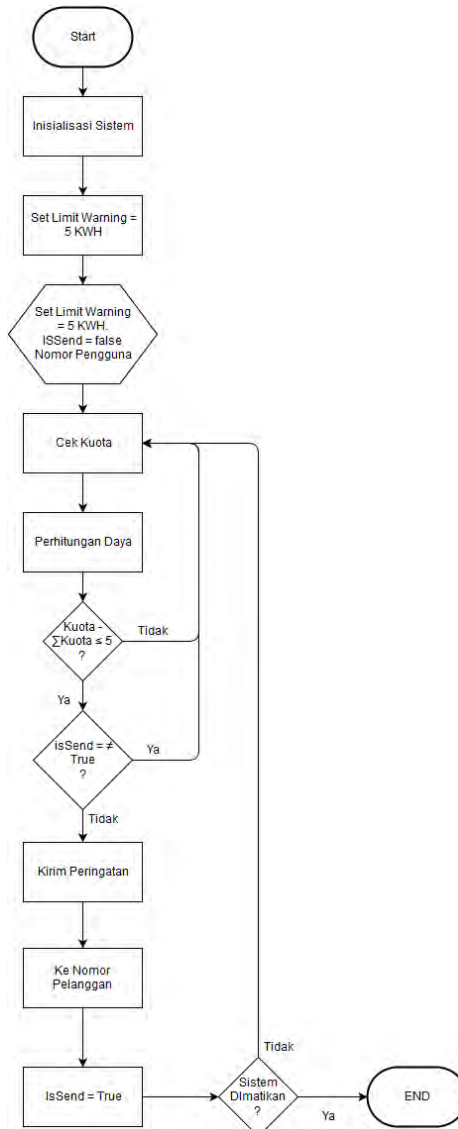 Start
Inisialisasi Sistem
Set Limit Warning =
5 KWH
Set Limit Warning
= 5 KWH.
ISSend = false
Nomor Pengguna
Cek Kuota
Perhitungan Daya
Kuota -
∑Kuota ≤ 5
?
Tidak
Ya
isSend = ≠
True
?
Ya
Tidak
Kirim Peringatan
Ke Nomor
Pelanggan
IsSend = True
Tidak
Sistem
DImatikan
?
Ya
END